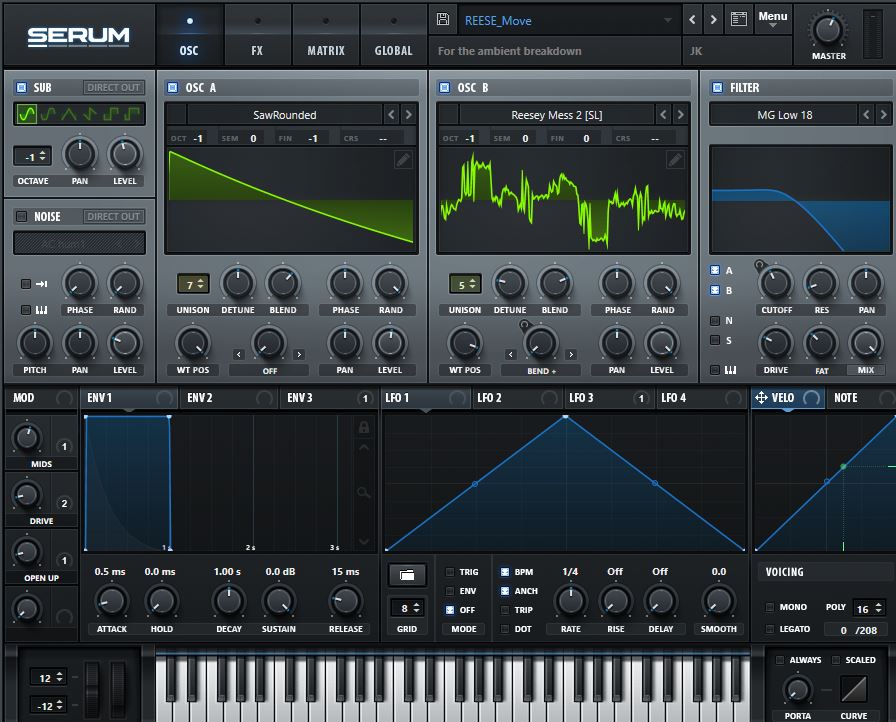 SERUM
OSC
FX
MATRIX
GLOBAL
REESE_Move
Menu
For the ambient breakdown
JK
MASTER
SUB
DIRECT OUT
OSC A
OSC B
FILTER
SawRounded
Reesey Mess 2 [SL]
MG Low 18
OCT -1 SEM 0 FIN -1 CRS --
OCT -1 SEM 0 FIN 0 CRS --
-1
OCTAVE PAN LEVEL
NOISE
DIRECT OUT
AC hum1
7
UNISON DETUNE BLEND PHASE RAND
5
UNISON DETUNE BLEND PHASE RAND
A
B
N
S
CUTOFF RES PAN
PHASE RAND
PITCH PAN LEVEL
WT POS OFF PAN LEVEL
WT POS BEND + PAN LEVEL
DRIVE FAT MIX
MOD
ENV 1
ENV 2
ENV 3 1
LFO 1
LFO 2
LFO 3 1
LFO 4
VELO
NOTE
1
MIDS
2
DRIVE
1
OPEN UP
1 2 s 3 s
0.5 ms 0.0 ms 1.00 s 0.0 dB 15 ms
ATTACK HOLD DECAY SUSTAIN RELEASE
8
GRID
TRIG
ENV
OFF
MODE
BPM
ANCH
TRIP
DOT
1/4 Off Off 0.0
RATE RISE DELAY SMOOTH
VOICING
MONO POLY 16
LEGATO 0 /208
12
-12
ALWAYS SCALED
PORTA CURVE